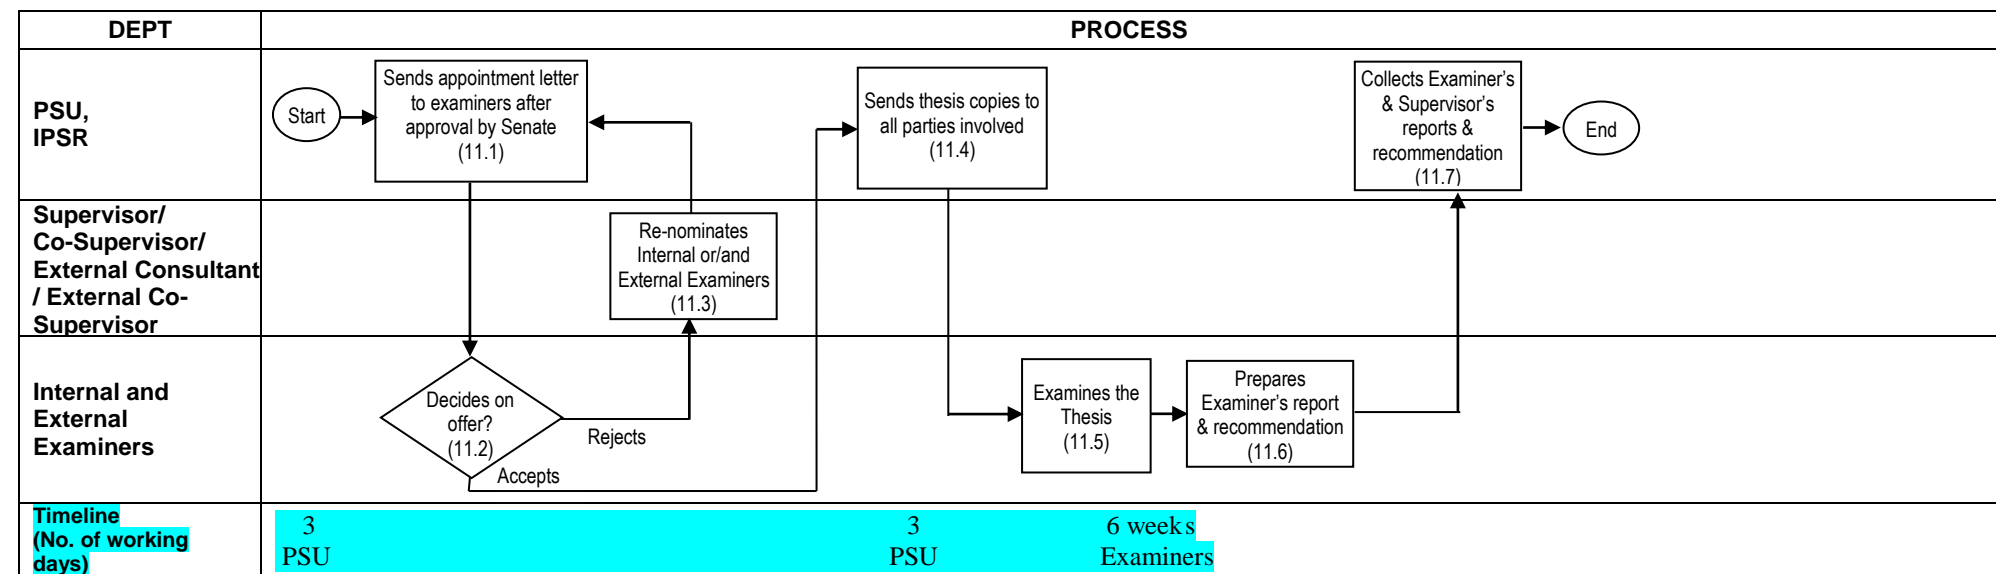 DEPT
PROCESS
PSU,
IPSR
Start
Sends appointment letter
to examiners after
approval by Senate
(11.1)
Sends thesis copies to
all parties involved
(11.4)
Collects Examiner's
& Supervisor's
reports &
recommendation
(11.7)
End
Supervisor/
Co-Supervisor/
External Consultant
/ External Co-
Supervisor
Re-nominates
Internal or/and
External Examiners
(11.3)
Internal and
External
Examiners
Decides on
offer?
(11.2)
Rejects
Accepts
Examines the
Thesis
(11.5)
Prepares
Examiner's report
& recommendation
(11.6)
Timeline
(No. of working
days)
3
PSU
3
PSU
6 weeks
Examiners